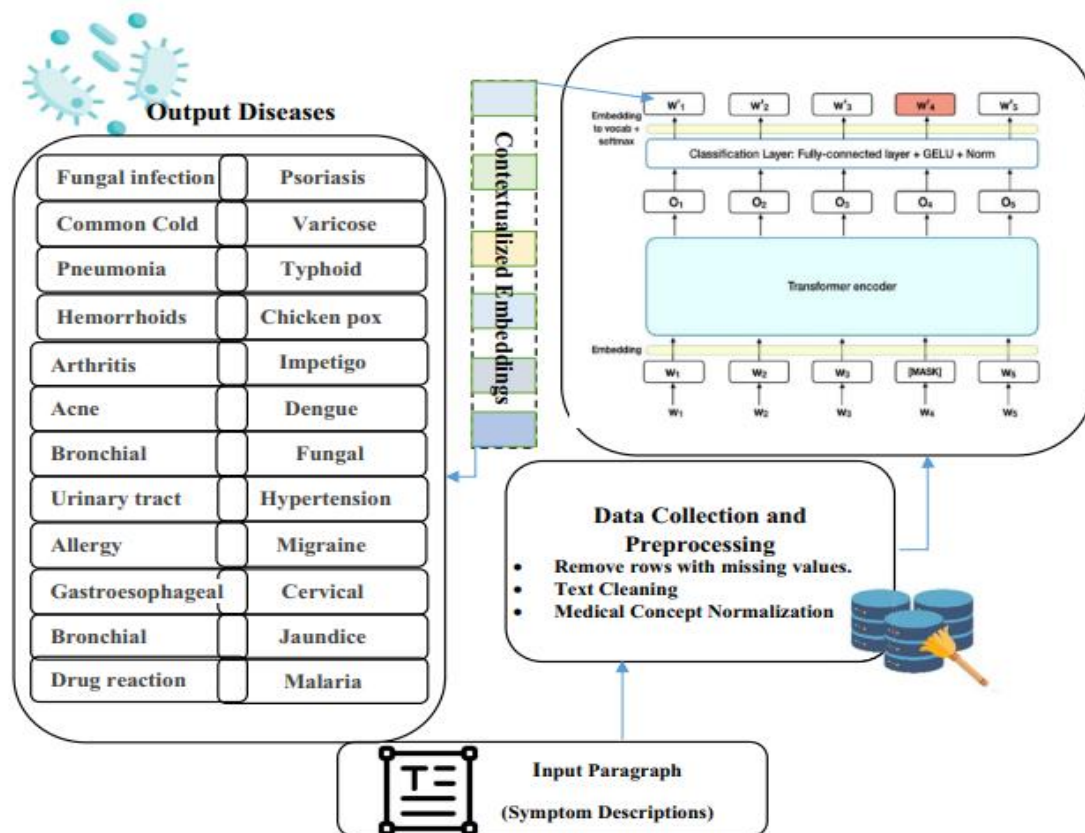 Output Diseases
Fungal infection Psoriasis
Common Cold Varicose
Pneumonia Typhoid
Hemorrhoids Chicken pox
Arthritis Impetigo
Acne Dengue
Bronchial Fungal
Urinary tract Hypertension
Allergy Migraine
Gastroesophageal Cervical
Bronchial Jaundice
Drug reaction Malaria
Contextualized Embeddings
W'1 W'2 W'3 W'4 W'5
Embedding
to vocab +
softmax
Classification Layer: Fully-connected layer + GELU + Norm
O1 O2 O3 O4 O5
Transformer encoder
Embedding
W1 W2 W3 [MASK] W5
W1 W2 W3 W4 W5
Data Collection and
Preprocessing
• Remove rows with missing values.
• Text Cleaning
• Medical Concept Normalization
Input Paragraph
(Symptom Descriptions)